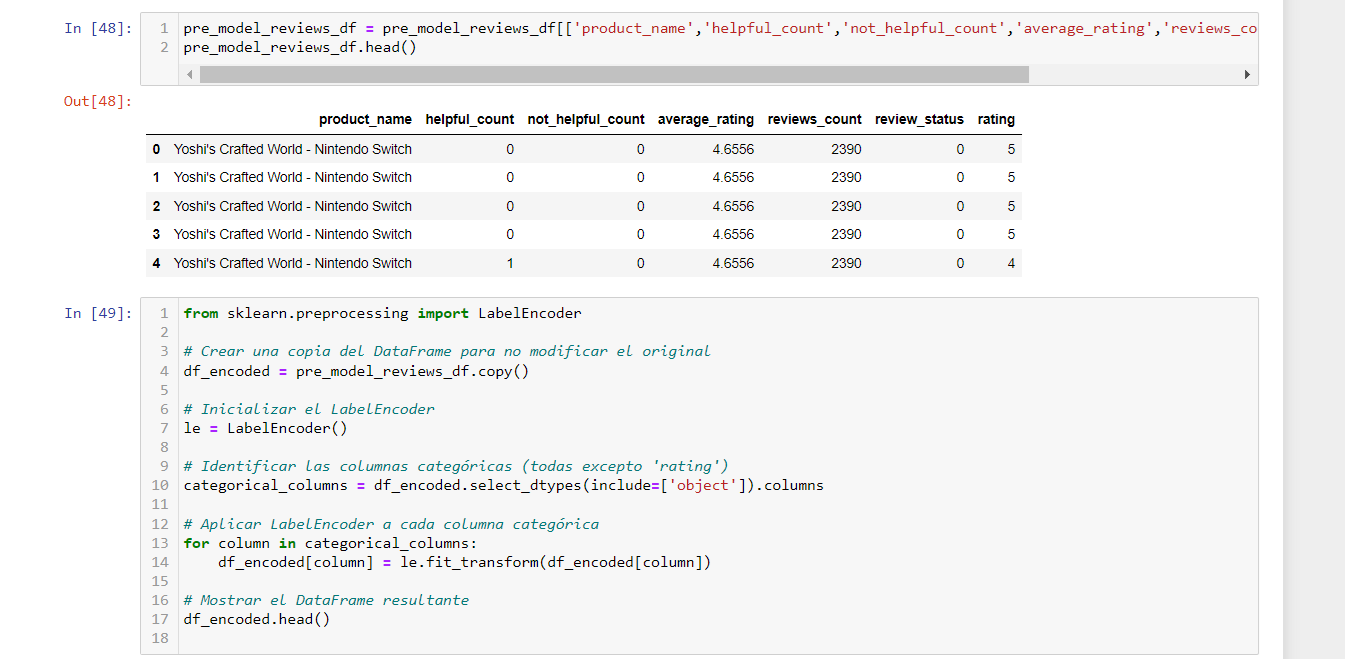 In [48]:
1 pre_model_reviews_df = pre_model_reviews_df[['product_name','helpful_count','not_helpful_count','average_rating','reviews_co
2 pre_model_reviews_df.head()
Out[48]:
product_name helpful_count not_helpful_count average_rating reviews_count review_status rating
0 Yoshi's Crafted World - Nintendo Switch 0 0 4.6556 2390 0 5
1 Yoshi's Crafted World - Nintendo Switch 0 0 4.6556 2390 0 5
2 Yoshi's Crafted World - Nintendo Switch 0 0 4.6556 2390 0 5
3 Yoshi's Crafted World - Nintendo Switch 0 0 4.6556 2390 0 5
4 Yoshi's Crafted World - Nintendo Switch 1 0 4.6556 2390 0 4
In [49]:
1 from sklearn.preprocessing import LabelEncoder
2
3 # Crear una copia del DataFrame para no modificar el original
4 df_encoded = pre_model_reviews_df.copy()
5
6 # Inicializar el LabelEncoder
7 le = LabelEncoder()
8
9 # Identificar las columnas categóricas (todas excepto 'rating')
10 categorical_columns = df_encoded.select_dtypes(include=['object']).columns
11
12 # Aplicar LabelEncoder a cada columna categórica
13 for column in categorical_columns:
14     df_encoded[column] = le.fit_transform(df_encoded[column])
15
16 # Mostrar el DataFrame resultante
17 df_encoded.head()
18